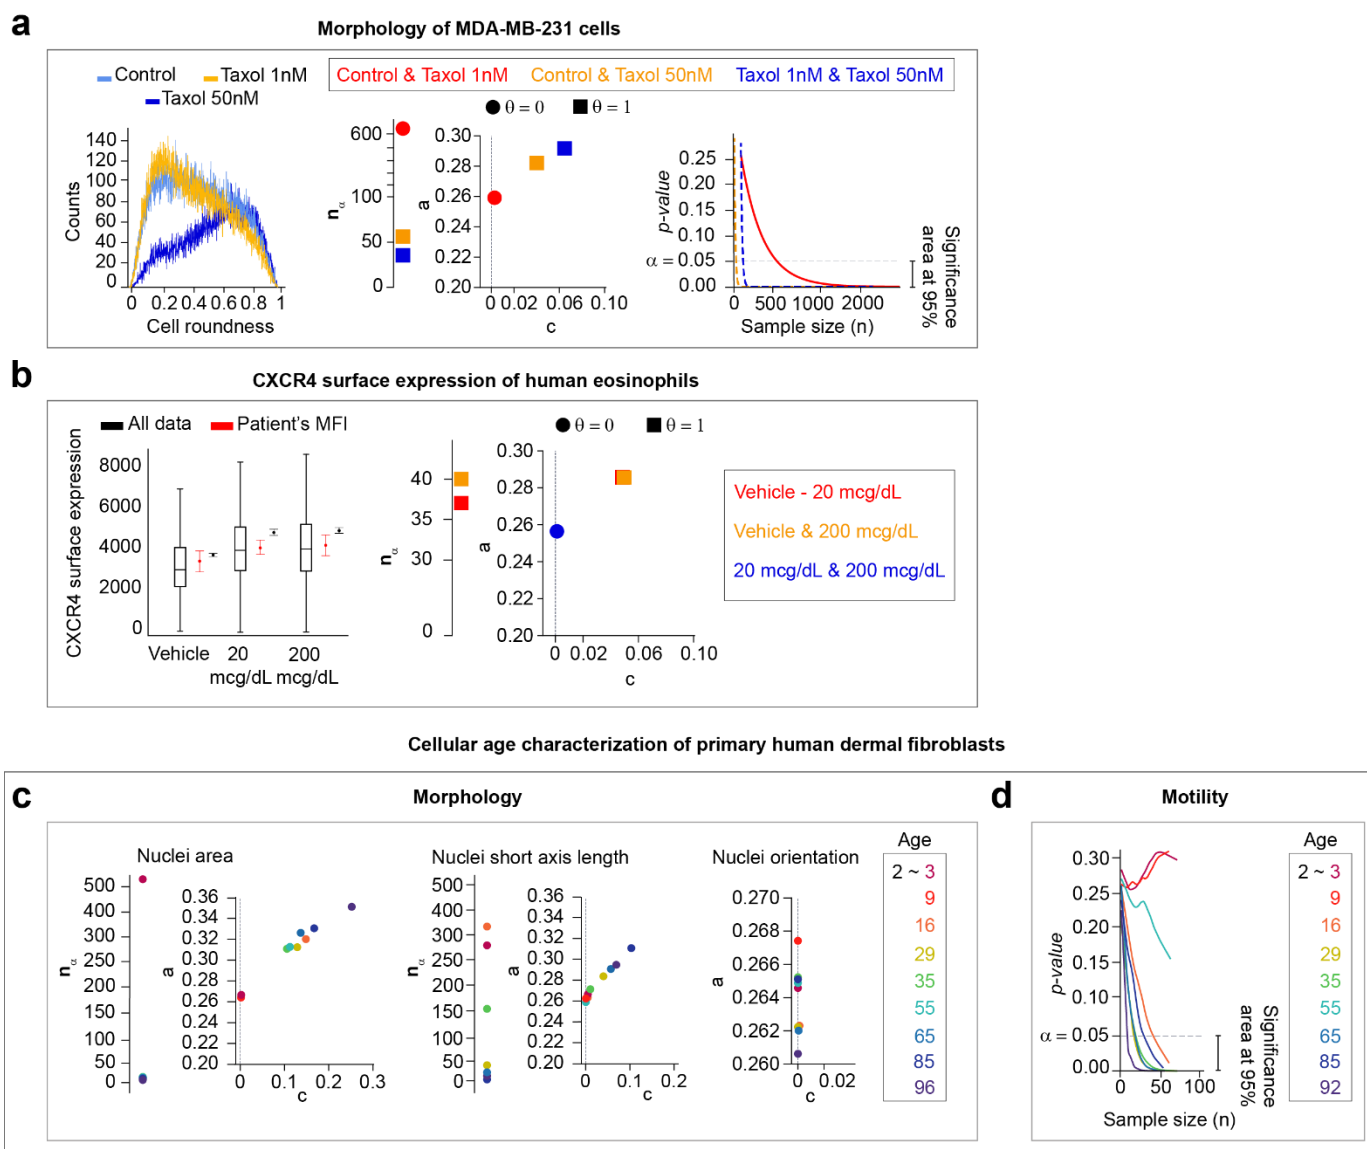 a
Morphology of MDA-MB-231 cells
Control
Taxol 1nM
Taxol 50nM
Control & Taxol 1nM
Control & Taxol 50nM
Taxol 1nM & Taxol 50nM
θ = 0
θ = 1
Counts
140
120
100
80
60
40
20
0
0
0.2
0.4
0.6
0.8
1
Cell roundness
nα
600
100
50
0
a
0.30
0.28
0.26
0.24
0.22
0.20
0
0.02
0.06
0.10
c
p-value
0.25
0.20
0.15
0.10
α = 0.05
0.00
0
500
1000
2000
Sample size (n)
Significance
area at 95%
b
CXCR4 surface expression of human eosinophils
All data
Patient's MFI
CXCR4 surface expression
8000
6000
4000
2000
0
Vehicle
20
mcg/dL
200
mcg/dL
nα
40
35
30
0
θ = 0
θ = 1
a
0.30
0.28
0.26
0.24
0.22
0.20
0
0.02
0.06
0.10
c
Vehicle - 20 mcg/dL
Vehicle & 200 mcg/dL
20 mcg/dL & 200 mcg/dL
Cellular age characterization of primary human dermal fibroblasts
c
Morphology
Nuclei area
nα
500
400
300
250
200
150
100
50
0
a
0.36
0.34
0.32
0.30
0.28
0.26
0.24
0.22
0.20
0
0.1
0.2
0.3
c
Nuclei short axis length
nα
500
400
300
250
200
150
100
50
0
a
0.36
0.34
0.32
0.30
0.28
0.26
0.24
0.22
0.20
0
0.1
0.2
c
Nuclei orientation
a
0.270
0.268
0.266
0.264
0.262
0.260
0
0.02
c
Age
2 ~ 3
9
16
29
35
55
65
85
96
d
Motility
p-value
0.30
0.25
0.20
0.15
0.10
α = 0.05
0.00
0
50
100
Sample size (n)
Significance
area at 95%
Age
2 ~ 3
9
16
29
35
55
65
85
92